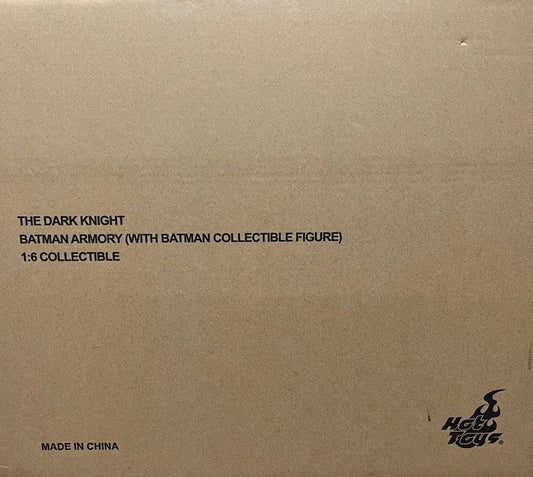 THE DARK KNIGHT
BATMAN ARMORY (WITH BATMAN COLLECTIBLE FIGURE)
1:6 COLLECTIBLE
Hot
Toys®
MADE IN CHINA